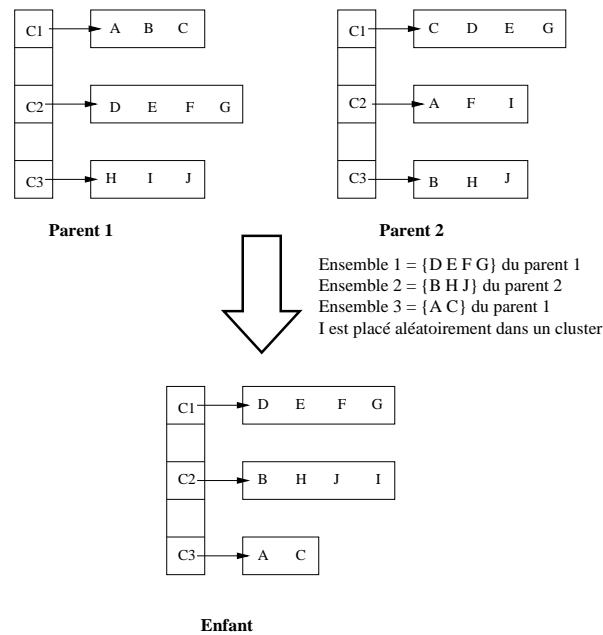 C1 A B C
C2 D E F G
C3 H I J
Parent 1
C1 C D E G
C2 A F I
C3 B H J
Parent 2
Ensemble 1 = {D E F G} du parent 1
Ensemble 2 = {B H J} du parent 2
Ensemble 3 = {A C} du parent 1
I est placé aléatoirement dans un cluster
C1 D E F G
C2 B H J I
C3 A C
Enfant